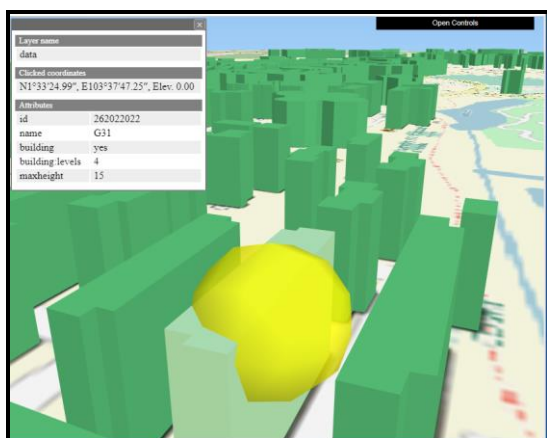 Open Controls
x
Layer name
data
Clicked coordinates
N1°33'24.99", E103°37'47.25", Elev. 0.00
Attributes
id 262022022
name G31
building yes
building:levels 4
maxheight 15